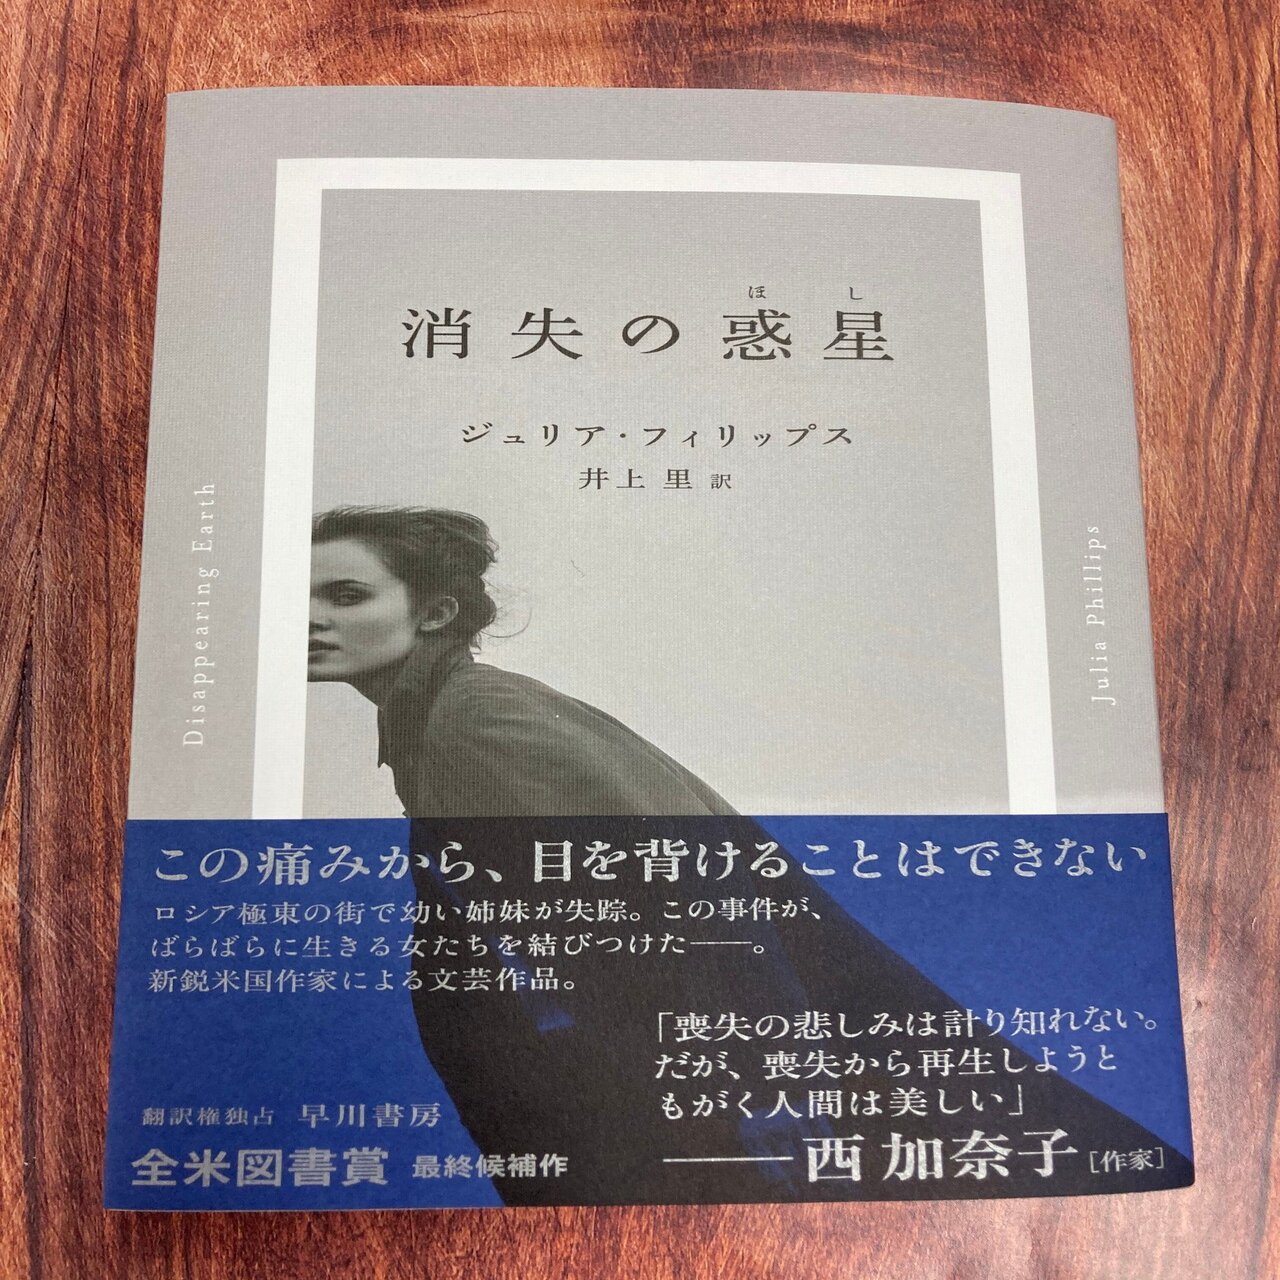 消失の惑星
ほし
ジュリア・フィリップス
井上 里 訳
Disappearing Earth
Julia Phillips
この痛みから、目を背けることはできない
ロシア極東の街で幼い姉妹が失踪。この事件が、
ばらばらに生きる女たちを結びつけた――。
新鋭米国作家による文芸作品。
「喪失の悲しみは計り知れない。
だが、喪失から再生しようと
もがく人間は美しい」
――西 加奈子[作家]
翻訳権独占 早川書房
全米図書賞 最終候補作